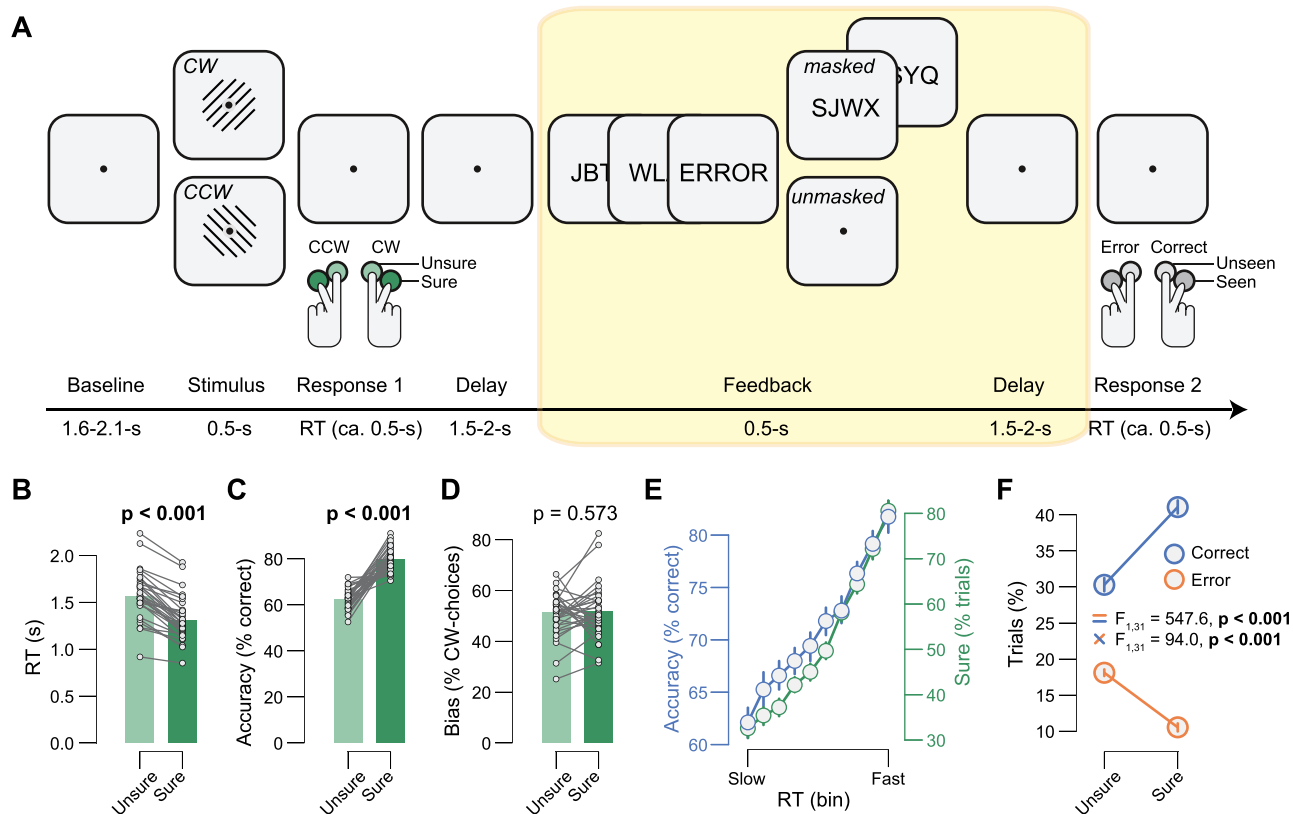 A
CW
CCW
CCW CW
Unsure
Sure
JBT
WL
ERROR
masked
SJWX
SYQ
unmasked
Error Correct
Unseen
Seen
Baseline Stimulus Response 1 Delay Feedback Delay Response 2
1.6-2.1-s 0.5-s RT (ca. 0.5-s) 1.5-2-s 0.5-s 1.5-2-s RT (ca. 0.5-s)
B
p < 0.001
RT (s)
2.0
1.5
1.0
0.5
0.0
Unsure
Sure
C
p < 0.001
Accuracy (% correct)
80
60
40
20
0
Unsure
Sure
D
p = 0.573
Bias (% CW-choices)
80
60
40
20
0
Unsure
Sure
E
Accuracy (% correct)
80
75
70
65
60
Sure (% trials)
80
70
60
50
40
30
Slow Fast
RT (bin)
F
Trials (%)
40
35
30
25
20
15
10
Correct
Error
= F1,31 = 547.6, p < 0.001
× F1,31 = 94.0, p < 0.001
Unsure
Sure